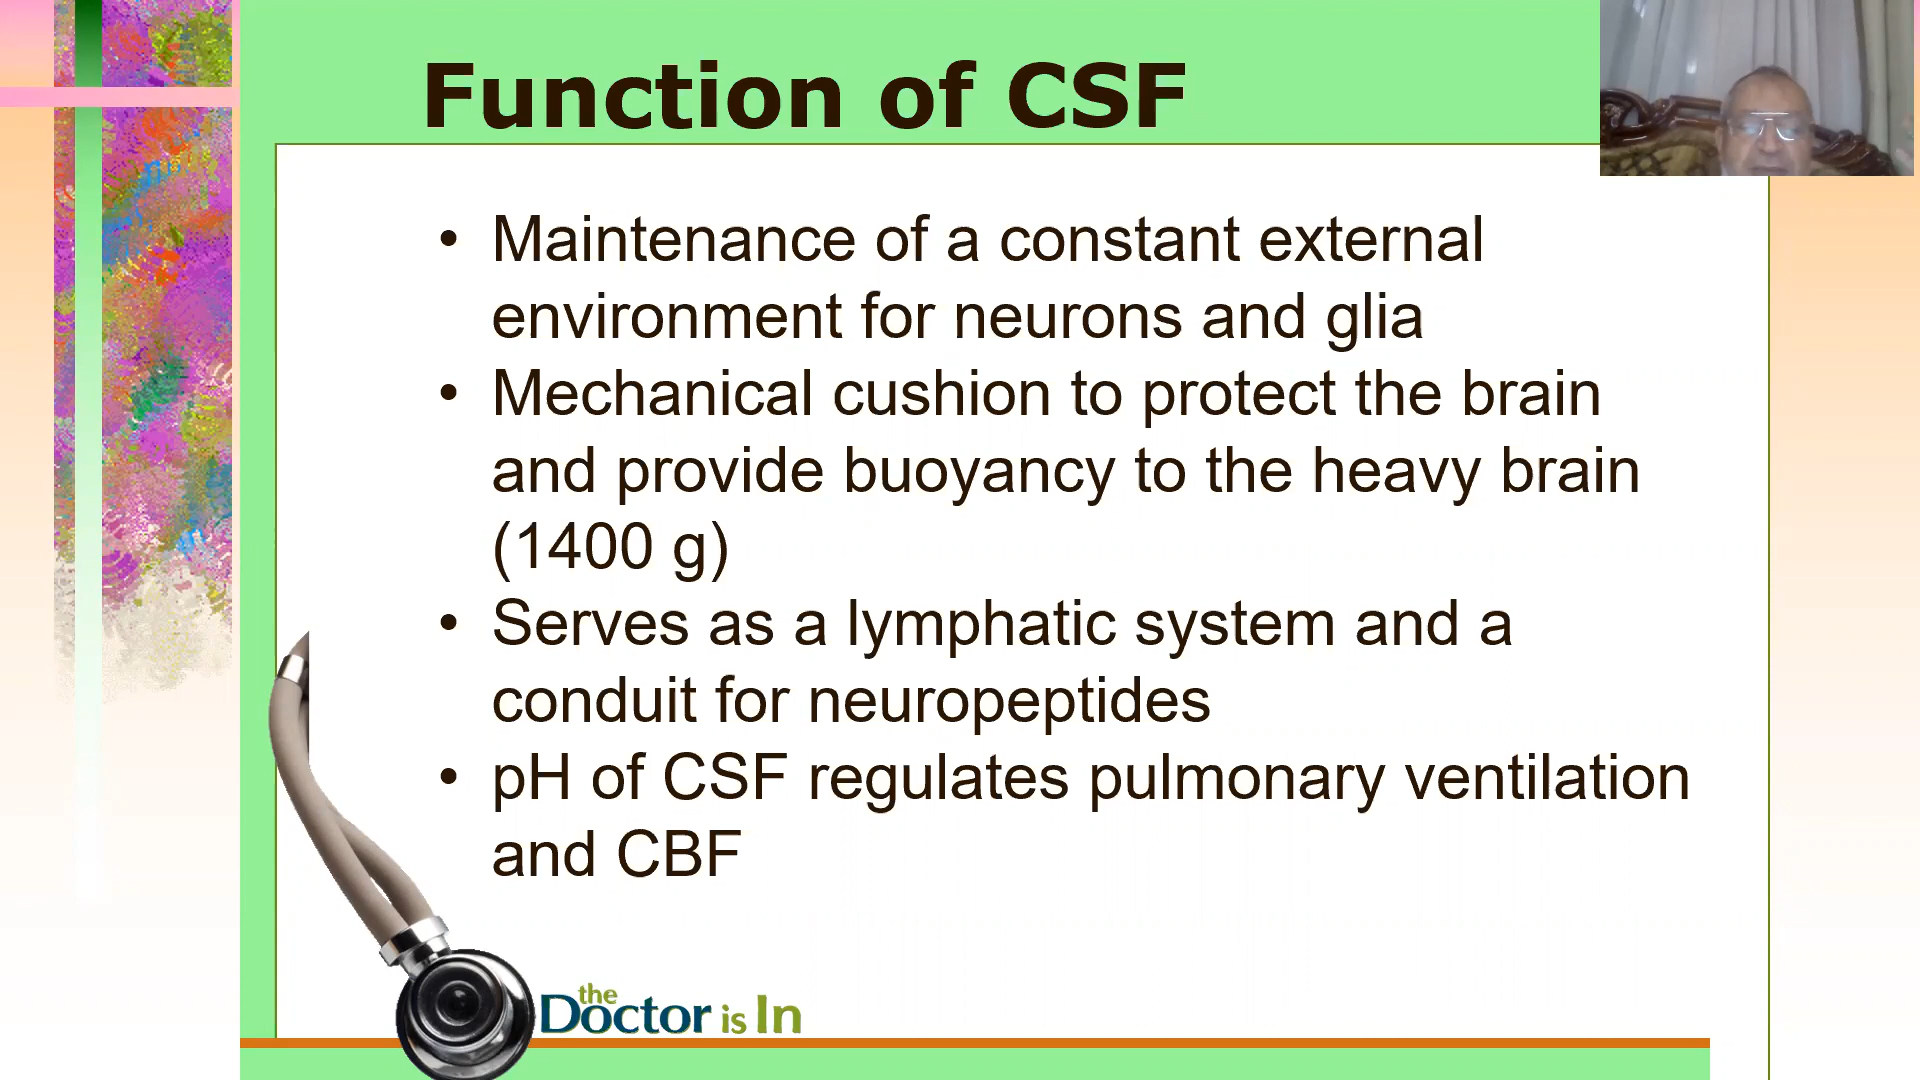 Function of CSF
• Maintenance of a constant external
environment for neurons and glia
• Mechanical cushion to protect the brain
and provide buoyancy to the heavy brain
(1400 g)
• Serves as a lymphatic system and a
conduit for neuropeptides
• pH of CSF regulates pulmonary ventilation
and CBF
the
Doctor is In